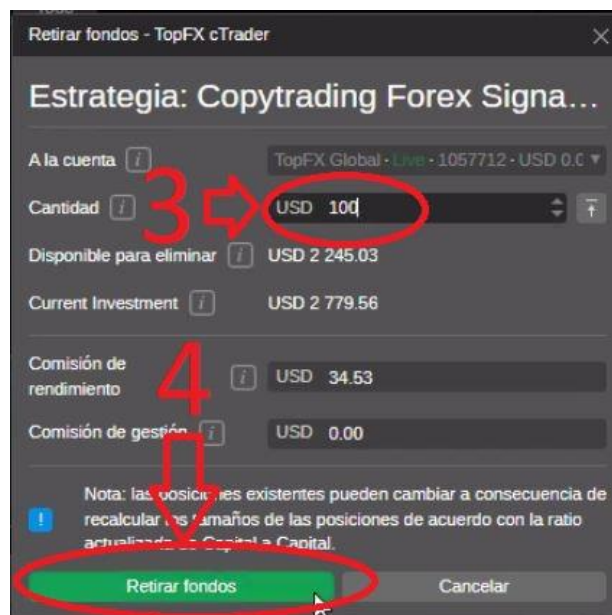 Retirar fondos - TopFX cTrader
Estrategia: Copytrading Forex Signa...
A la cuenta TopFX Global · Live · 1057712 · USD 0.0
Cantidad 3 USD 100
Disponible para eliminar USD 2 245.03
Current Investment USD 2 779.56
Comisión de
rendimiento 4 USD 34.53
Comisión de gestión USD 0.00
Nota: las posiciones existentes pueden cambiar a consecuencia de
recalcular los tamaños de las posiciones de acuerdo con la ratio
actualizada de Capital a Capital.
Retirar fondos Cancelar